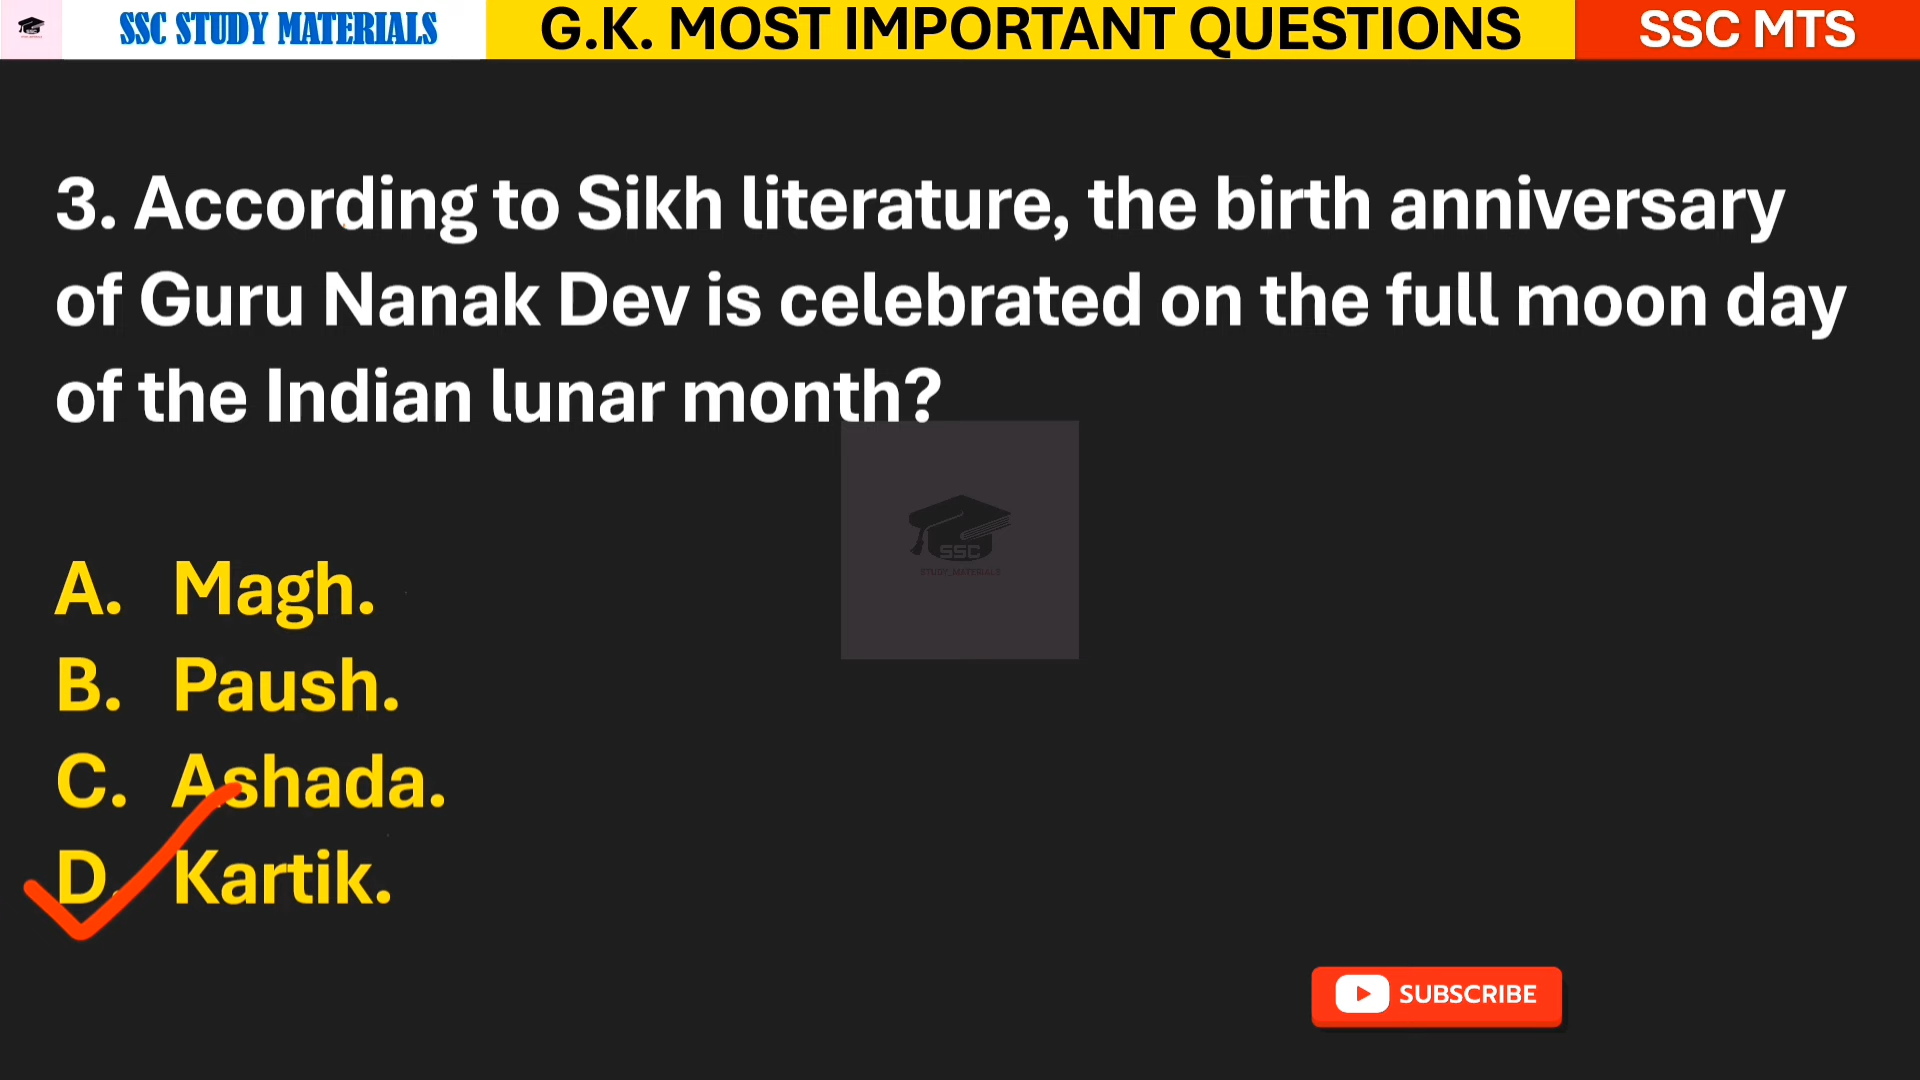 SSC STUDY MATERIALS
G.K. MOST IMPORTANT QUESTIONS
SSC MTS
3. According to Sikh literature, the birth anniversary
of Guru Nanak Dev is celebrated on the full moon day
of the Indian lunar month?
SSC
STUDY MATERIALS
A. Magh.
B. Paush.
C. Ashada.
D. Kartik.
SUBSCRIBE